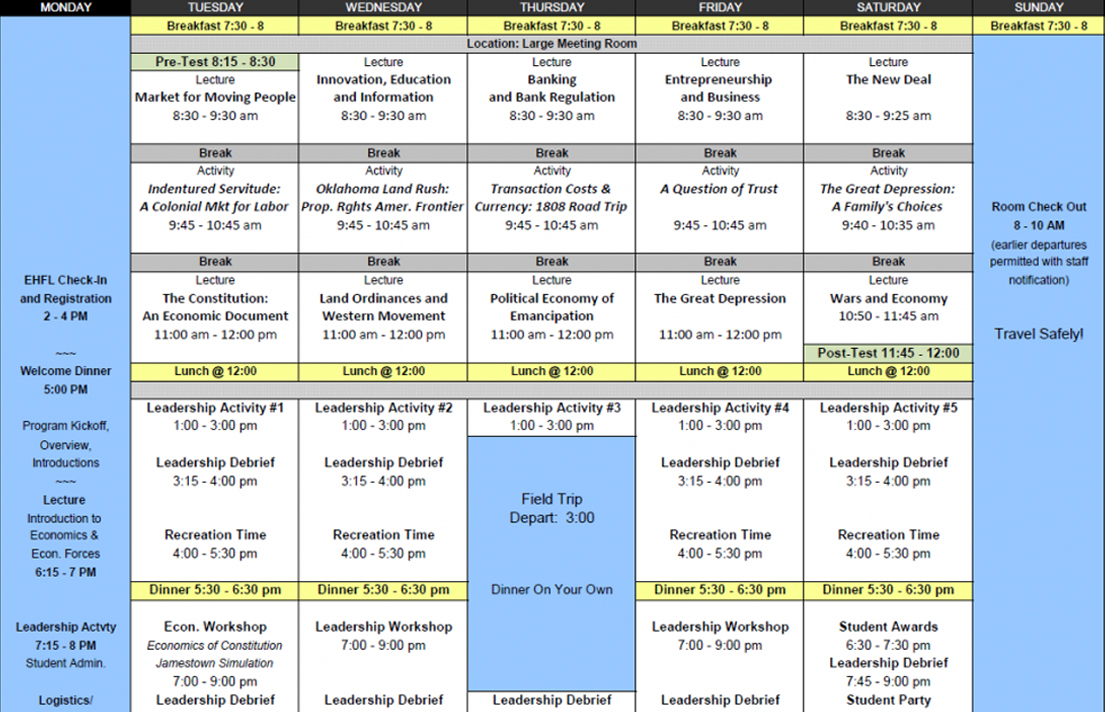 MONDAY
TUESDAY
WEDNESDAY
THURSDAY
FRIDAY
SATURDAY
SUNDAY
Breakfast 7:30 - 8
Breakfast 7:30 - 8
Breakfast 7:30 - 8
Breakfast 7:30 - 8
Breakfast 7:30 - 8
Breakfast 7:30 - 8
Location: Large Meeting Room
EHFL Check-In
and Registration
2 - 4 PM
~~~
Welcome Dinner
5:00 PM
Program Kickoff,
Overview,
Introductions
~~~
Lecture
Introduction to
Economics &
Econ. Forces
6:15 - 7 PM
Leadership Actvty
7:15 - 8 PM
Student Admin.
Logistics/
Pre-Test 8:15 - 8:30
Lecture
Market for Moving People
8:30 - 9:30 am
Break
Activity
Indentured Servitude:
A Colonial Mkt for Labor
9:45 - 10:45 am
Break
Lecture
The Constitution:
An Economic Document
11:00 am - 12:00 pm
Lunch @ 12:00
Leadership Activity #1
1:00 - 3:00 pm
Leadership Debrief
3:15 - 4:00 pm
Recreation Time
4:00 - 5:30 pm
Dinner 5:30 - 6:30 pm
Econ. Workshop
Economics of Constitution
Jamestown Simulation
7:00 - 9:00 pm
Leadership Debrief
Lecture
Innovation, Education
and Information
8:30 - 9:30 am
Break
Activity
Oklahoma Land Rush:
Prop. Rghts Amer. Frontier
9:45 - 10:45 am
Break
Lecture
Land Ordinances and
Western Movement
11:00 am - 12:00 pm
Lunch @ 12:00
Leadership Activity #2
1:00 - 3:00 pm
Leadership Debrief
3:15 - 4:00 pm
Recreation Time
4:00 - 5:30 pm
Dinner 5:30 - 6:30 pm
Leadership Workshop
7:00 - 9:00 pm
Leadership Debrief
Lecture
Banking
and Bank Regulation
8:30 - 9:30 am
Break
Activity
Transaction Costs &
Currency: 1808 Road Trip
9:45 - 10:45 am
Break
Lecture
Political Economy of
Emancipation
11:00 am - 12:00 pm
Lunch @ 12:00
Leadership Activity #3
1:00 - 3:00 pm
Field Trip
Depart: 3:00
Dinner On Your Own
Leadership Debrief
Lecture
Entrepreneurship
and Business
8:30 - 9:30 am
Break
Activity
A Question of Trust
9:45 - 10:45 am
Break
Lecture
The Great Depression
11:00 am - 12:00 pm
Lunch @ 12:00
Leadership Activity #4
1:00 - 3:00 pm
Leadership Debrief
3:15 - 4:00 pm
Recreation Time
4:00 - 5:30 pm
Dinner 5:30 - 6:30 pm
Leadership Workshop
7:00 - 9:00 pm
Leadership Debrief
Lecture
The New Deal
8:30 - 9:25 am
Break
Activity
The Great Depression:
A Family's Choices
9:40 - 10:35 am
Break
Lecture
Wars and Economy
10:50 - 11:45 am
Post-Test 11:45 - 12:00
Lunch @ 12:00
Leadership Activity #5
1:00 - 3:00 pm
Leadership Debrief
3:15 - 4:00 pm
Recreation Time
4:00 - 5:30 pm
Dinner 5:30 - 6:30 pm
Student Awards
6:30 - 7:30 pm
Leadership Debrief
7:45 - 9:00 pm
Student Party
Room Check Out
8 - 10 AM
(earlier departures
permitted with staff
notification)
Travel Safely!